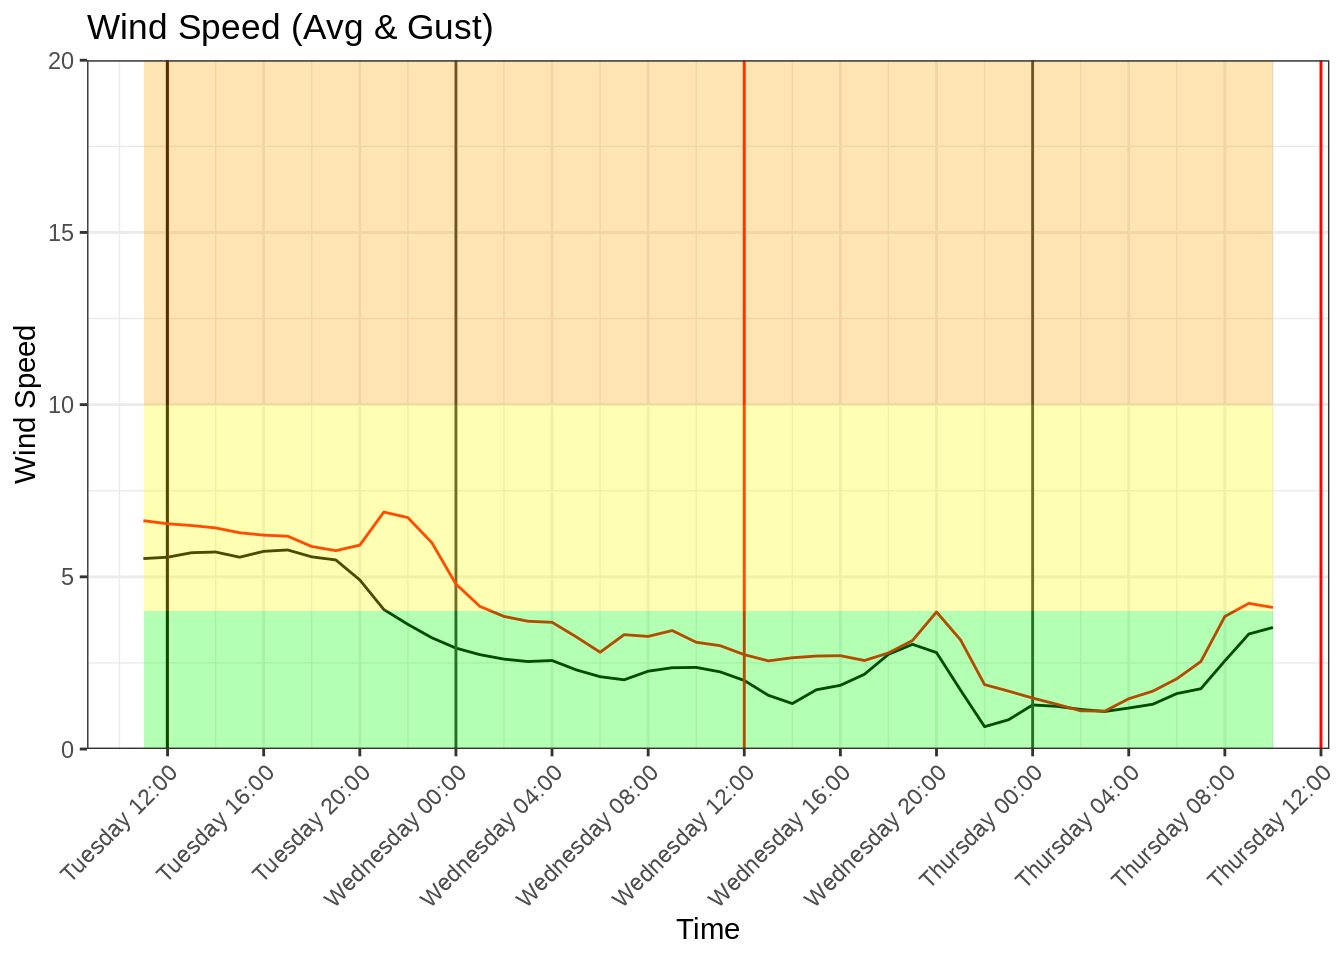 Wind Speed (Avg & Gust)
20
15
10
5
0
Wind Speed
Tuesday 12:00
Tuesday 16:00
Tuesday 20:00
Wednesday 00:00
Wednesday 04:00
Wednesday 08:00
Wednesday 12:00
Wednesday 16:00
Wednesday 20:00
Thursday 00:00
Thursday 04:00
Thursday 08:00
Thursday 12:00
Time